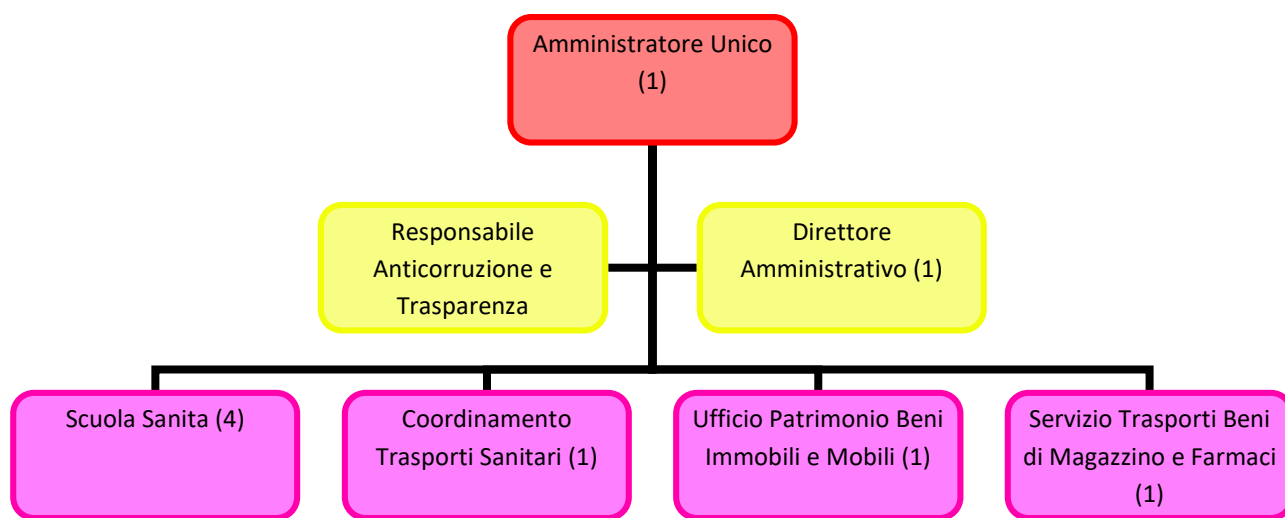 Amministratore Unico
(1)
Responsabile
Anticorruzione e
Trasparenza
Direttore
Amministrativo (1)
Scuola Sanita (4)
Coordinamento
Trasporti Sanitari (1)
Ufficio Patrimonio Beni
Immobili e Mobili (1)
Servizio Trasporti Beni
di Magazzino e Farmaci
(1)